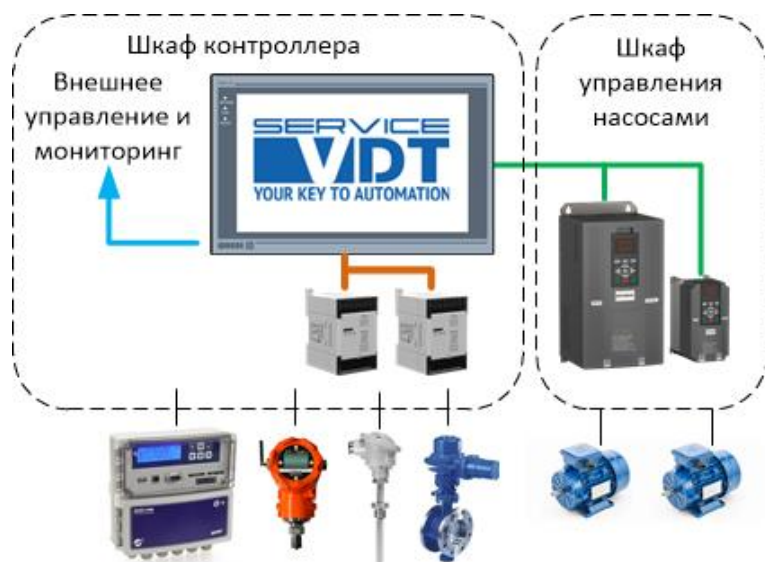 Шкаф контроллера
Внешнее
управление и
мониторинг
SERVICE
VDT
YOUR KEY TO AUTOMATION
Шкаф
управления
насосами